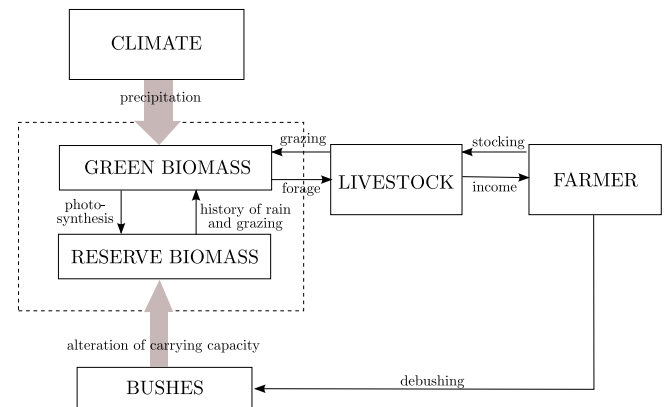 CLIMATE
precipitation
grazing
stocking
GREEN BIOMASS
forage
LIVESTOCK
income
FARMER
photo-
synthesis
history of rain
and grazing
RESERVE BIOMASS
alteration of carrying capacity
BUSHES
debushing